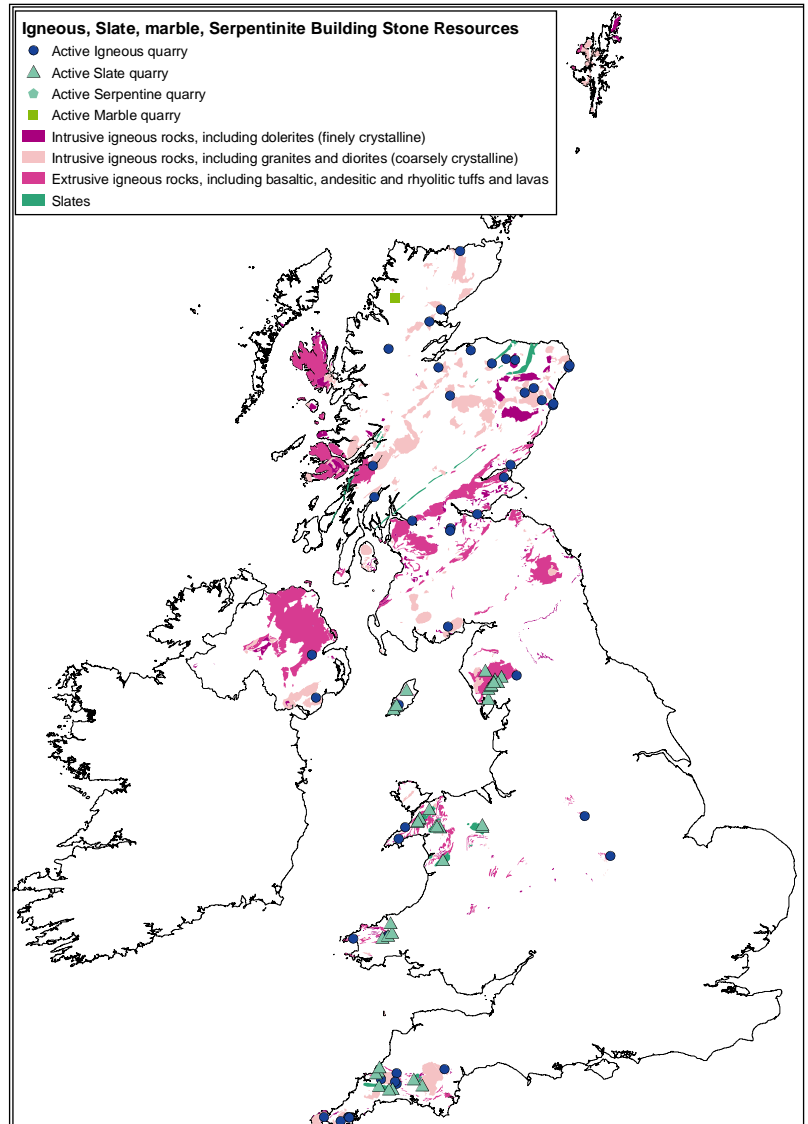 Igneous, Slate, marble, Serpentinite Building Stone Resources
Active Igneous quarry
Active Slate quarry
Active Serpentine quarry
Active Marble quarry
Intrusive igneous rocks, including dolerites (finely crystalline)
Intrusive igneous rocks, including granites and diorites (coarsely crystalline)
Extrusive igneous rocks, including basaltic, andesitic and rhyolitic tuffs and lavas
Slates